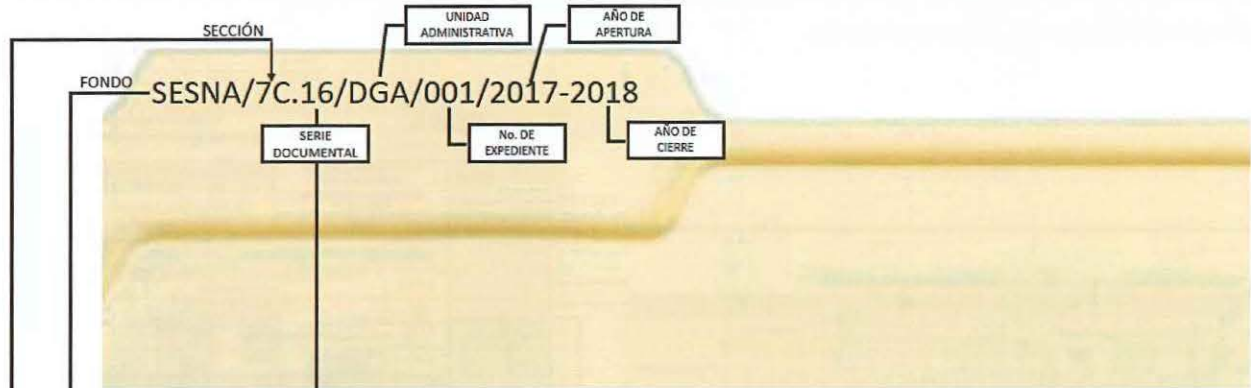 SECCIÓN
UNIDAD
ADMINISTRATIVA
AÑO DE
APERTURA
FONDO
SESNA/7C.16/DGA/001/2017-2018
SERIE
DOCUMENTAL
No. DE
EXPEDIENTE
AÑO DE
CIERRE